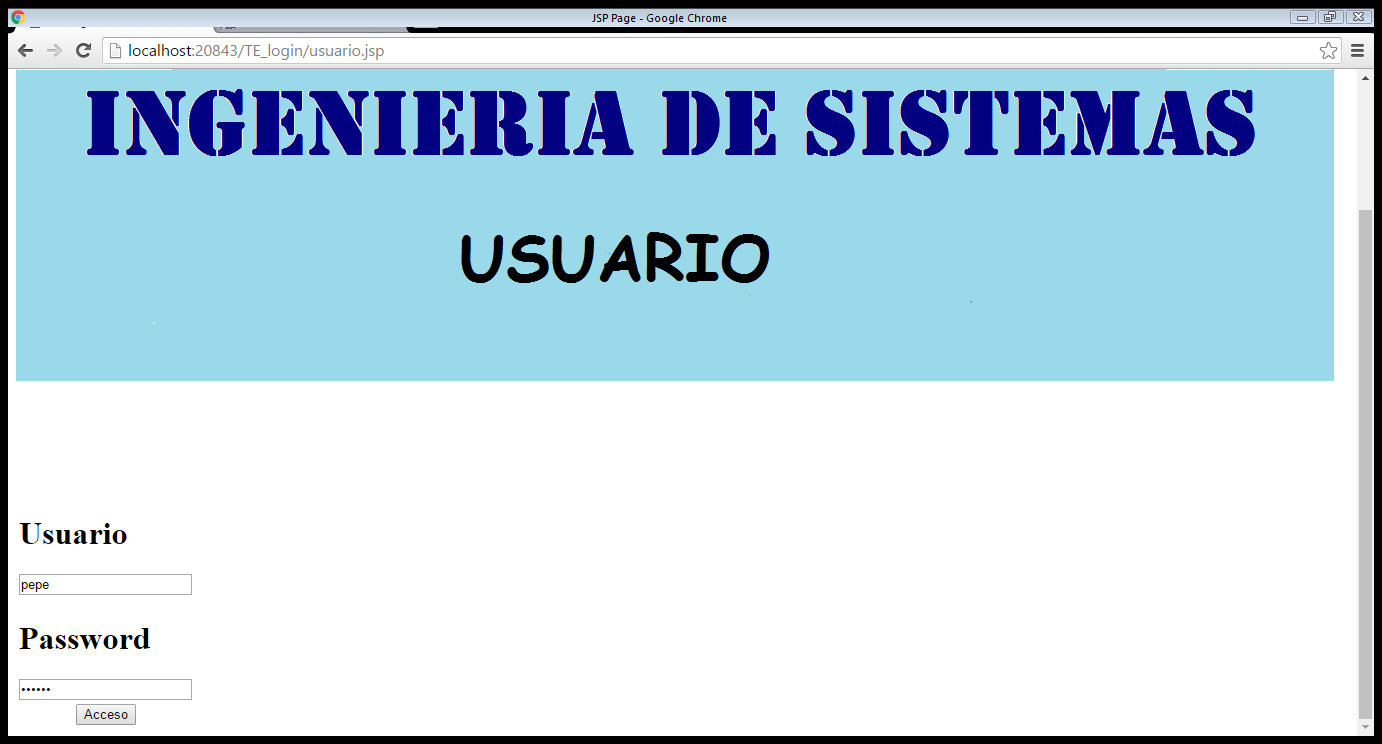 JSP Page - Google Chrome
localhost:20843/TE_login/usuario.jsp
INGENIERIA DE SISTEMAS
USUARIO
Usuario
pepe
Password
••••••
Acceso